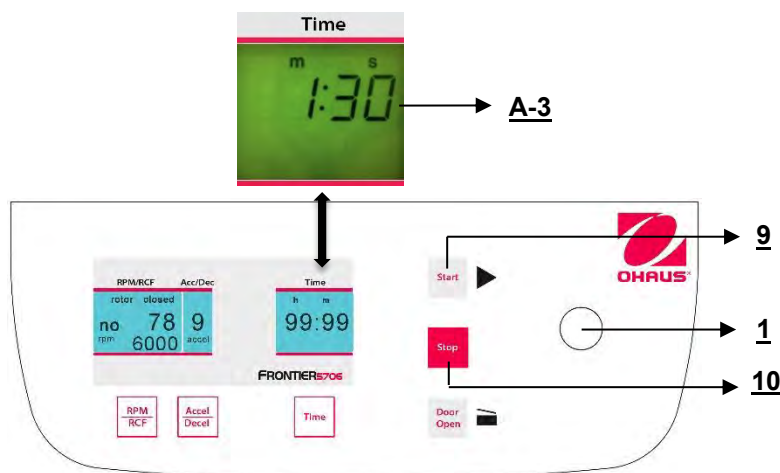 Time
m s
1:30
A-3
9
OHAUS
RPM/RCF Acc/Dec
Time
rotor closed
h m
Start
no 78 9
99:99
rpm 6000 accel
1
Stop
FRONTIER5706
10
RPM
RCF
Accel
Decel
Time
Door
Open